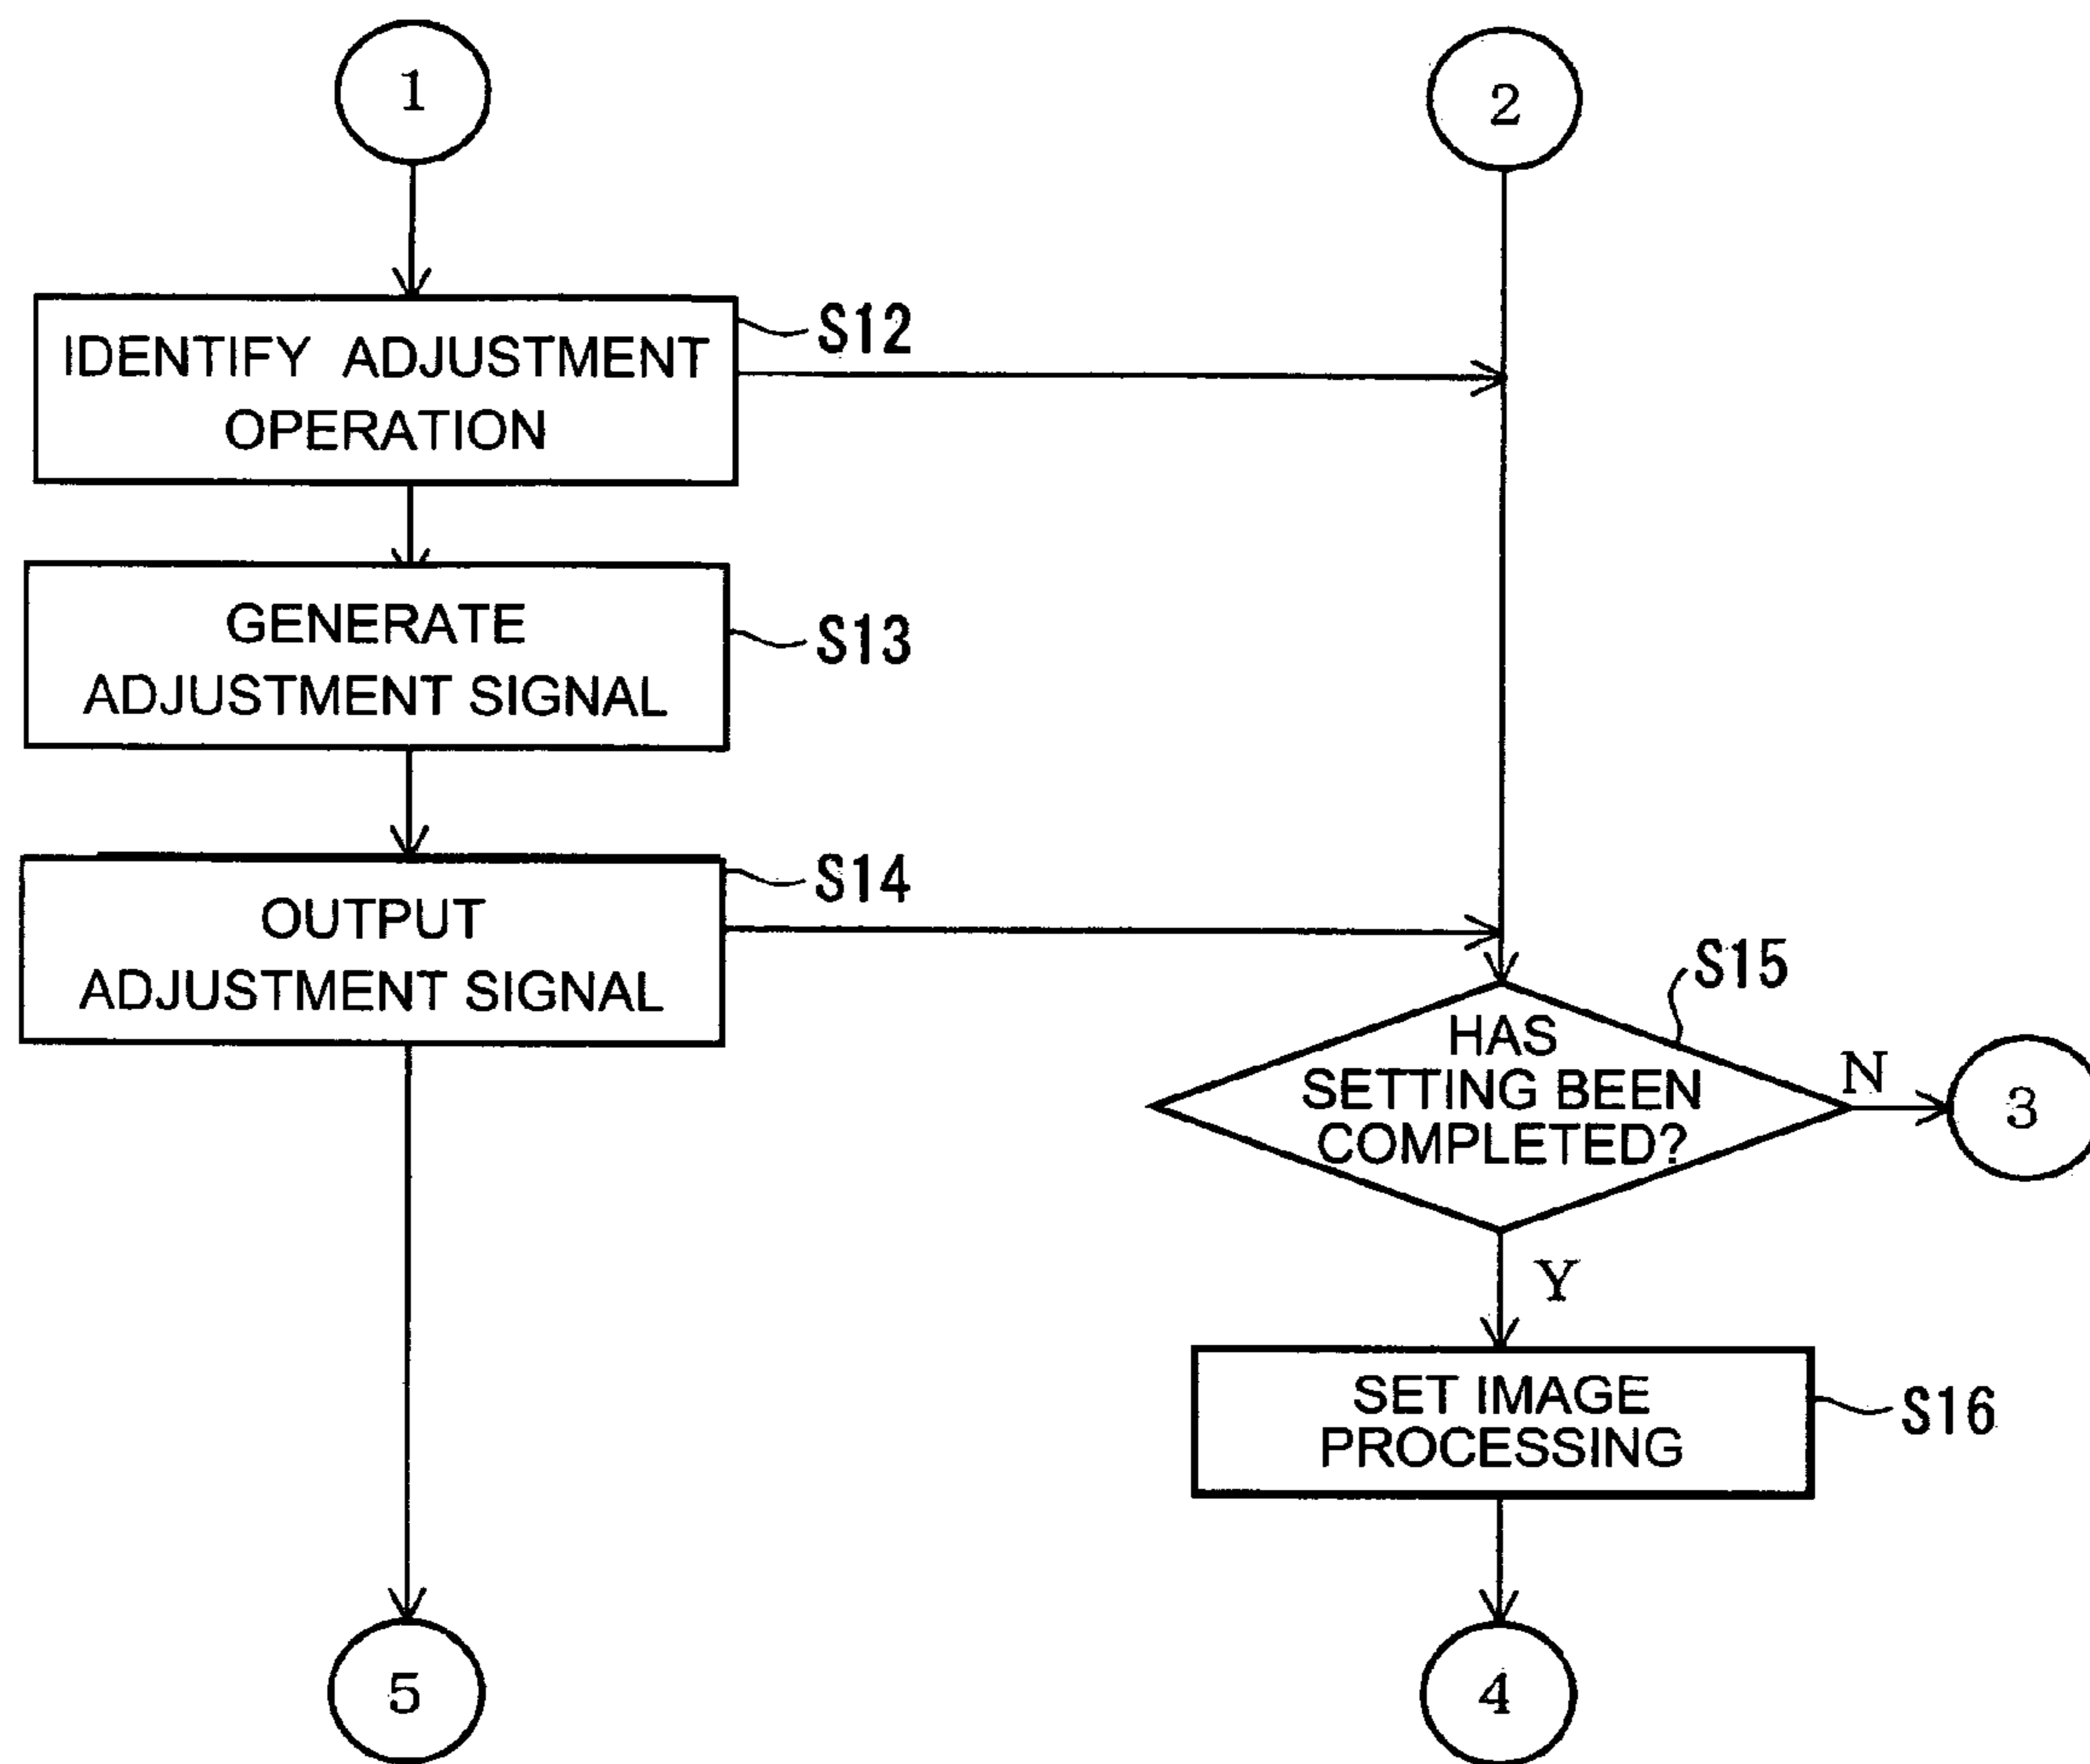 1
2
IDENTIFY ADJUSTMENT
OPERATION
S12
GENERATE
ADJUSTMENT SIGNAL
S13
OUTPUT
ADJUSTMENT SIGNAL
S14
HAS
SETTING BEEN
COMPLETED?
S15
N
3
Y
SET IMAGE
PROCESSING
S16
5
4